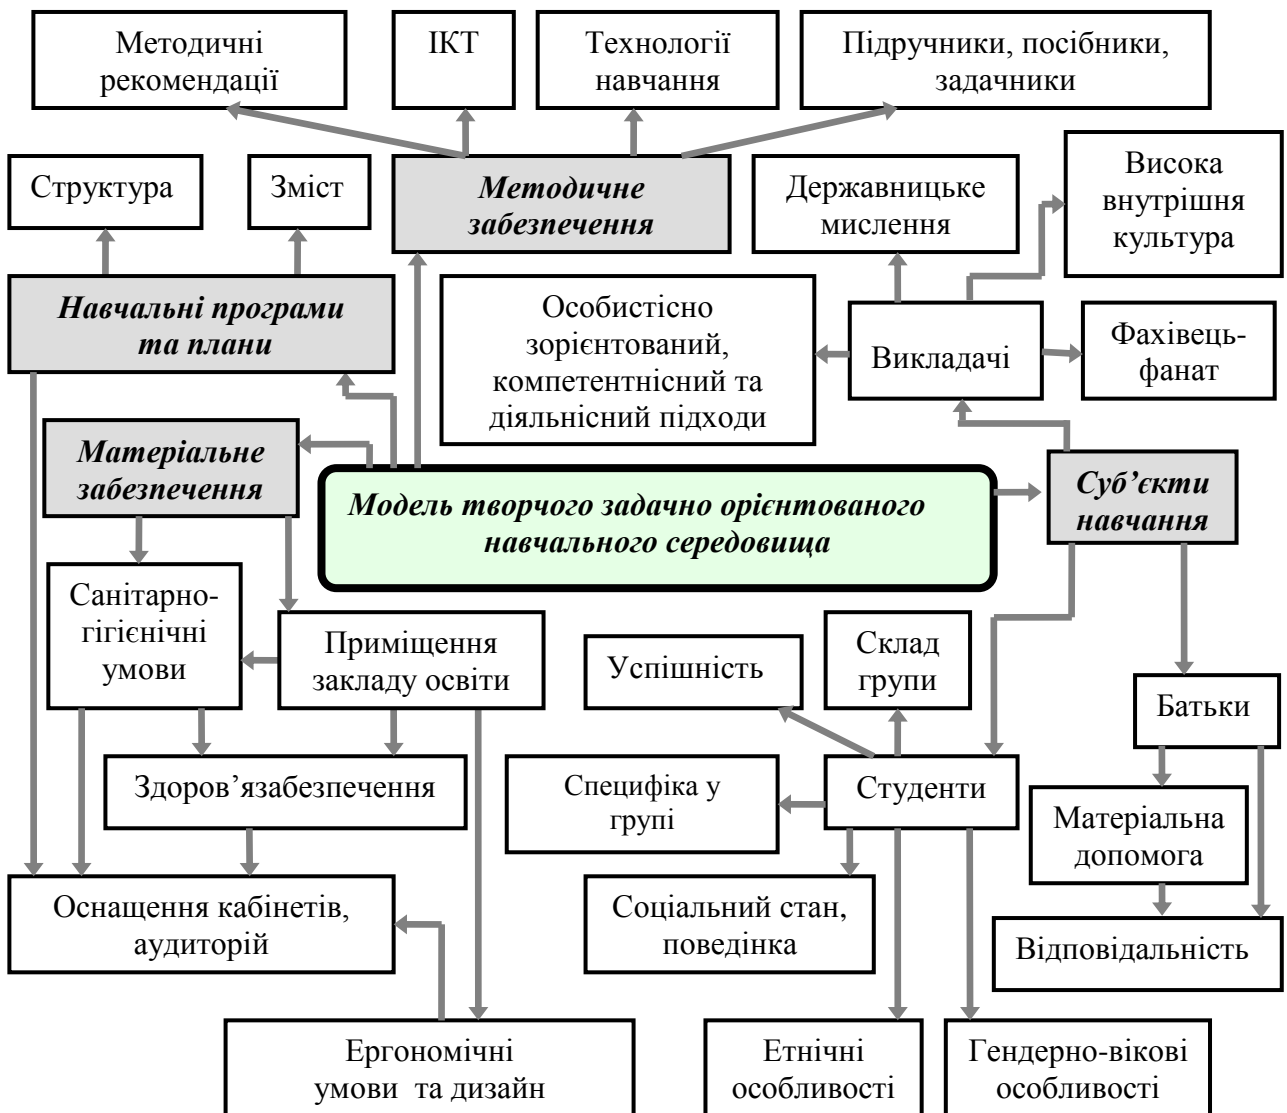 Методичні
рекомендації
ІКТ
Технології
навчання
Підручники, посібники,
задачники
Структура
Зміст
Методичне
забезпечення
Державницьке
мислення
Висока
внутрішня
культура
Навчальні програми
та плани
Особистісно
зорієнтований,
компетентнісний та
діяльнісний підходи
Викладачі
Фахівець-
фанат
Матеріальне
забезпечення
Модель творчого задачно орієнтованого
навчального середовища
Суб’єкти
навчання
Санітарно-
гігієнічні
умови
Приміщення
закладу освіти
Успішність
Склад
групи
Батьки
Здоров’язабезпечення
Специфіка у
групі
Студенти
Матеріальна
допомога
Оснащення кабінетів,
аудиторій
Соціальний стан,
поведінка
Відповідальність
Ергономічні
умови та дизайн
Етнічні
особливості
Гендерно-вікові
особливості